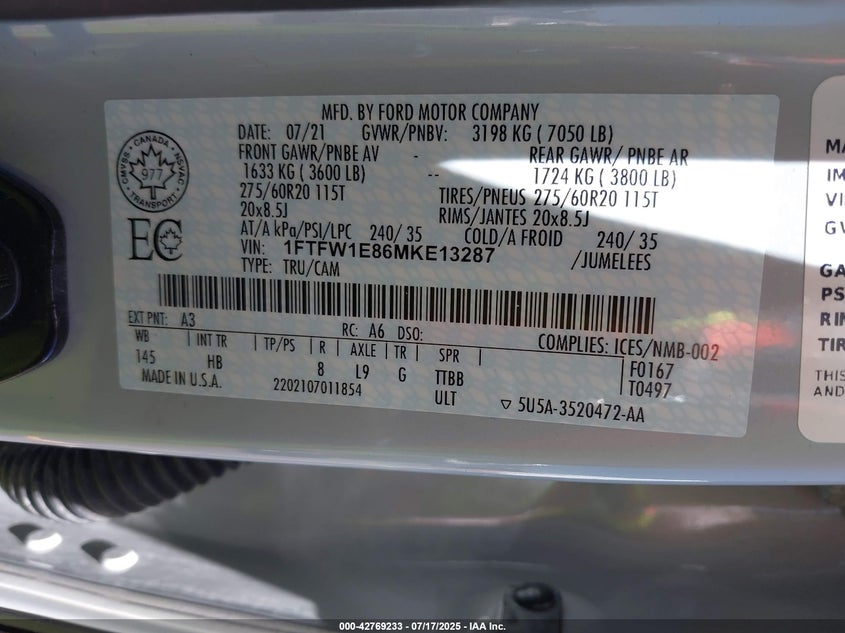 MFD. BY FORD MOTOR COMPANY
DATE: 07/21 GVWR/PNBV: 3198 KG ( 7050 LB)
FRONT GAWR/PNBE AV - REAR GAWR/ PNBE AR
1633 KG ( 3600 LB) -- 1724 KG ( 3800 LB)
275/60R20 115T TIRES/PNEUS 275/60R20 115T
20x8.5J RIMS/JANTES 20x8.5J
AT/A kPa/PSI/LPC 240/ 35 COLD/A FROID 240/ 35
VIN: 1FTFW1E86MKE13287 /JUMELEES
TYPE: TRU/CAM
CANADA
CMVSS NSVAC
977
TRANSPORT
EC
EXT PNT: A3 RC: A6 DSO: COMPLIES: ICES/NMB-002
WB | INT TR | TP/PS | R | AXLE | TR | SPR F0167
145 HB 8 L9 G TTBB T0497
MADE IN U.S.A. 2202107011854 ULT ▽ 5U5A-3520472-AA
MA
IM
VI
GV
GA
PS
RIN
TIR
THIS
AND
000-42769233 - 07/17/2025 - IAA Inc.